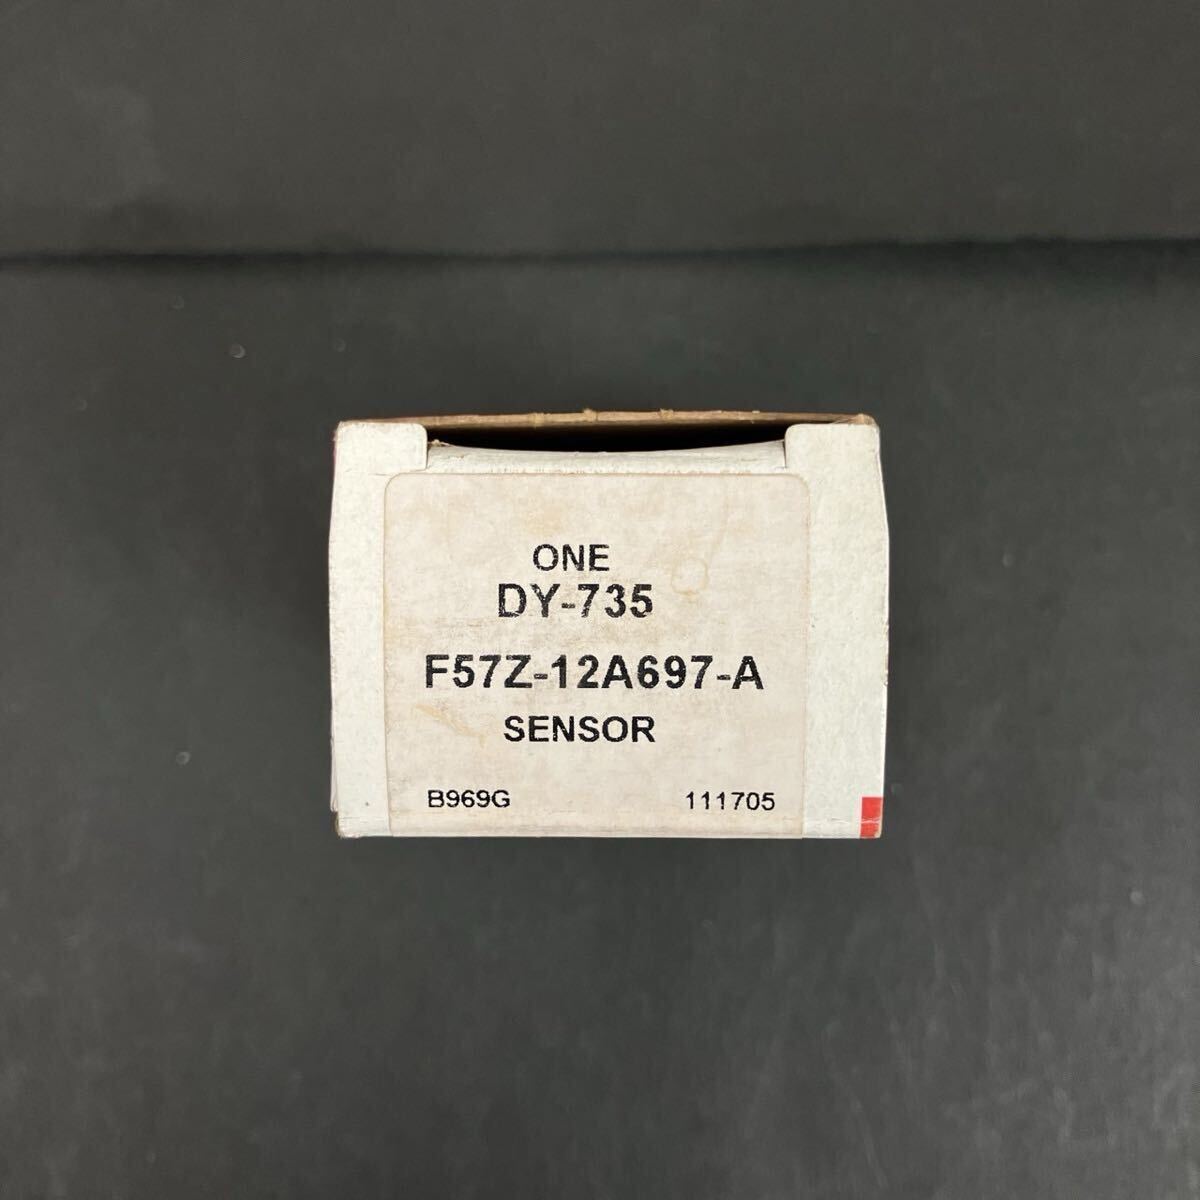 ONE
DY-735
F57Z-12A697-A
SENSOR
B969G 111705